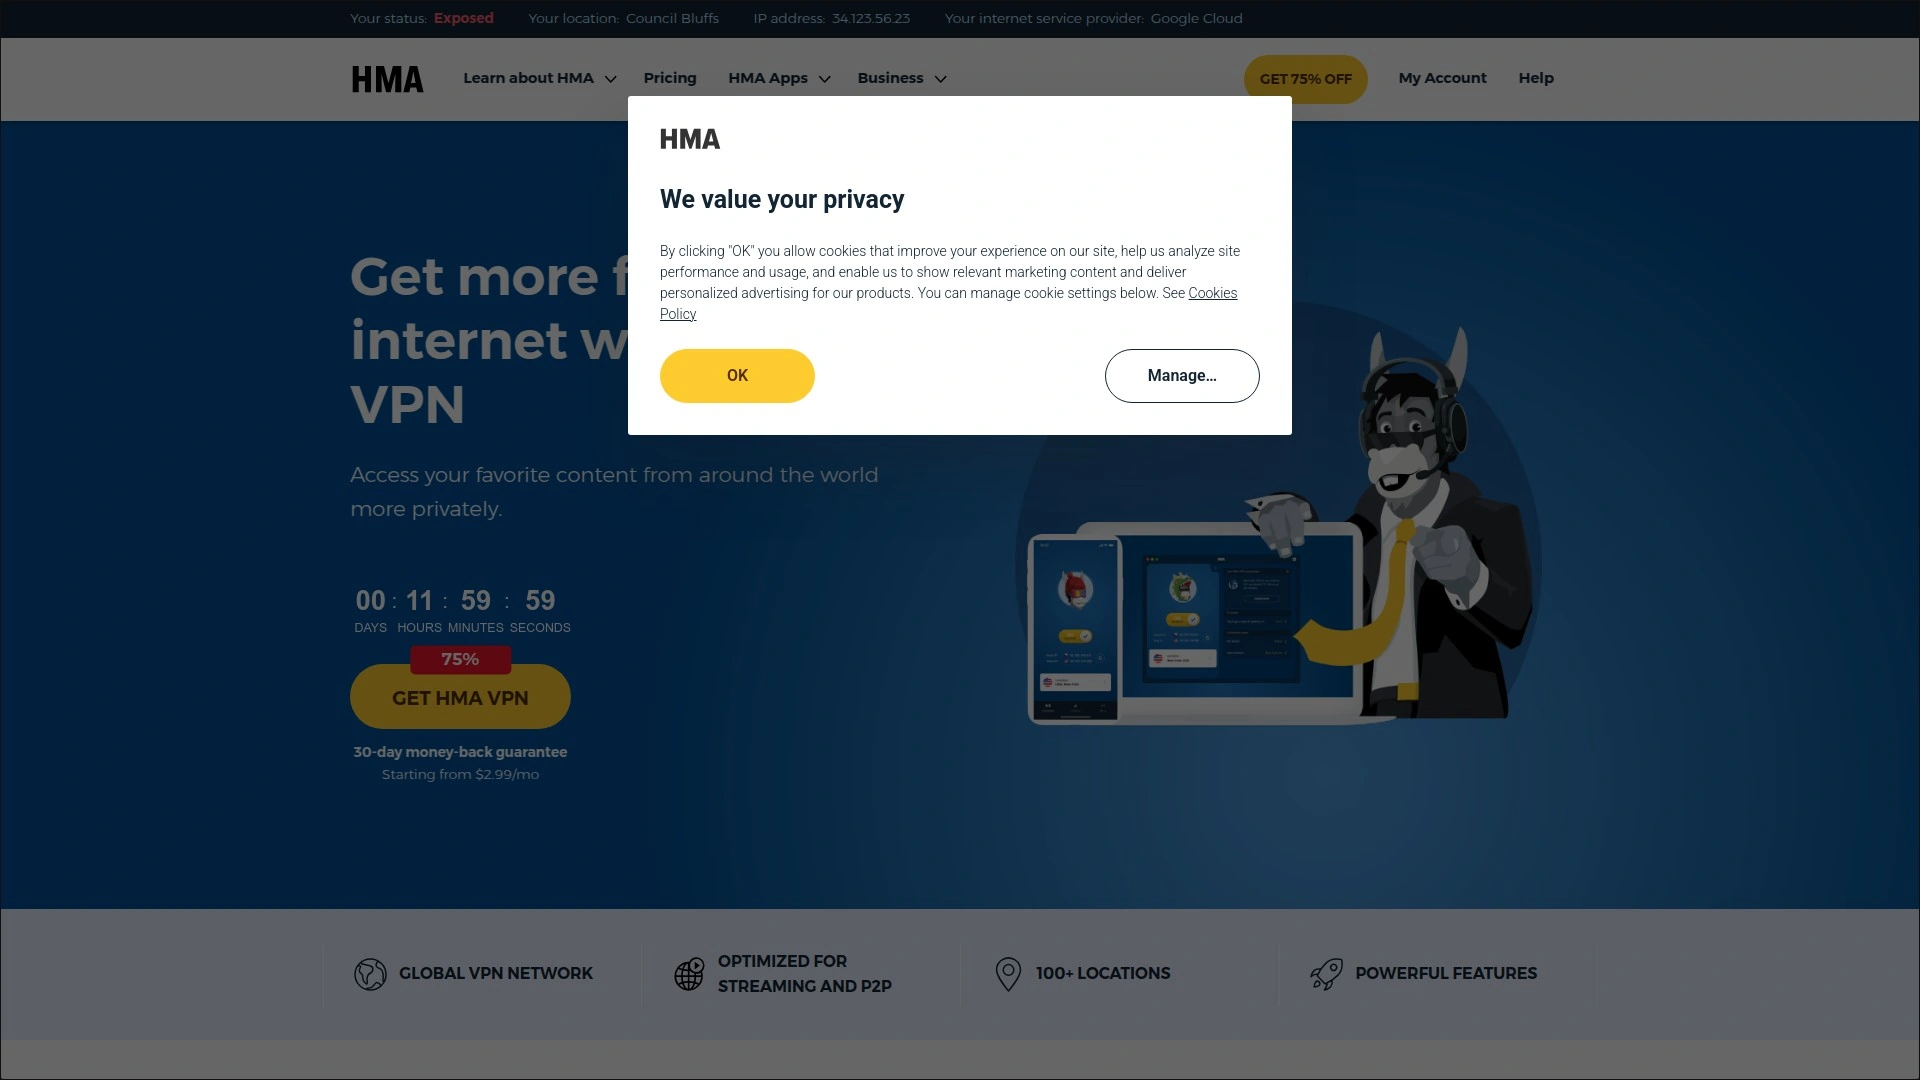 Your status: Exposed Your location: Council Bluffs IP address: 34.123.56.23 Your internet service provider: Google Cloud
HMA Learn about HMA Pricing HMA Apps Business GET 75% OFF My Account Help
HMA
We value your privacy
By clicking "OK" you allow cookies that improve your experience on our site, help us analyze site
performance and usage, and enable us to show relevant marketing content and deliver
personalized advertising for our products. You can manage cookie settings below. See Cookies
Policy
OK Manage...
Get more
internet
VPN
Access your favorite content from around the world
more privately.
00 : 11 : 59 : 59
DAYS HOURS MINUTES SECONDS
75%
GET HMA VPN
30-day money-back guarantee
Starting from $2.99/mo
GLOBAL VPN NETWORK
OPTIMIZED FOR
STREAMING AND P2P
100+ LOCATIONS
POWERFUL FEATURES